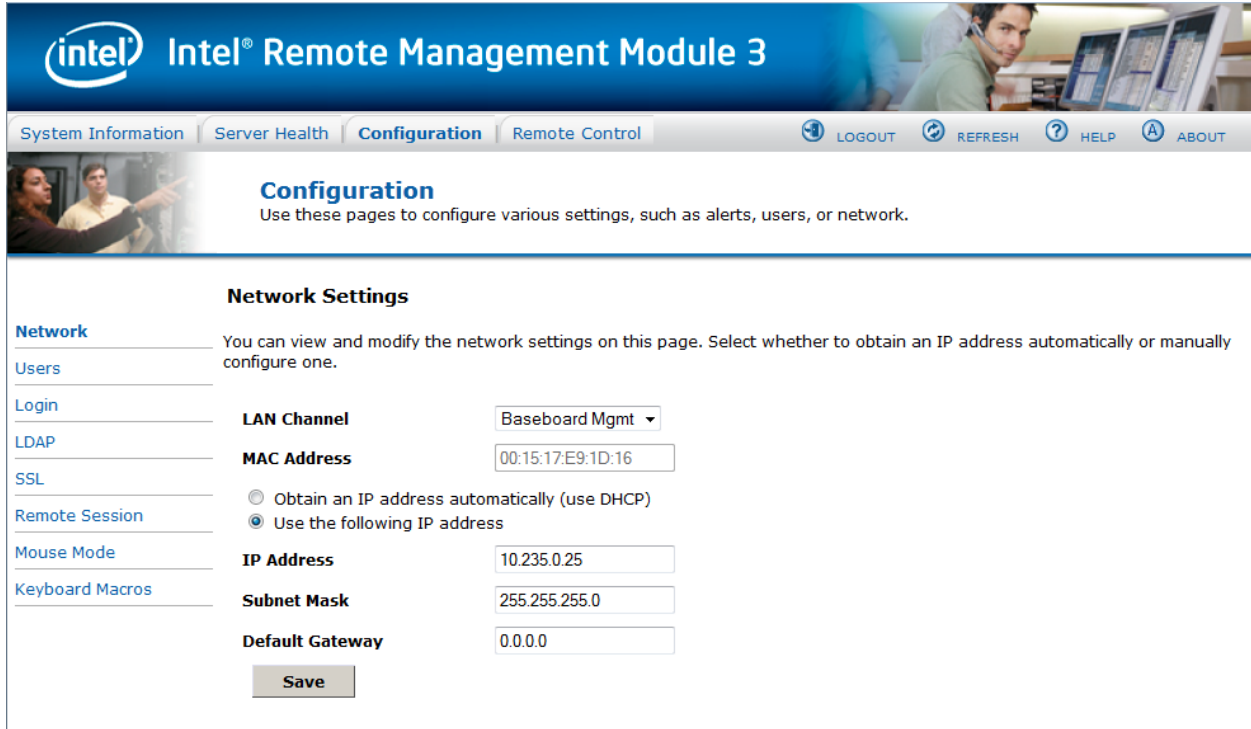 intel® Intel® Remote Management Module 3
System Information Server Health Configuration Remote Control LOGOUT REFRESH HELP ABOUT
Configuration
Use these pages to configure various settings, such as alerts, users, or network.
Network
Users
Login
LDAP
SSL
Remote Session
Mouse Mode
Keyboard Macros
Network Settings
You can view and modify the network settings on this page. Select whether to obtain an IP address automatically or manually
configure one.
LAN Channel Baseboard Mgmt
MAC Address 00:15:17:E9:1D:16
Obtain an IP address automatically (use DHCP)
Use the following IP address
IP Address 10.235.0.25
Subnet Mask 255.255.255.0
Default Gateway 0.0.0.0
Save